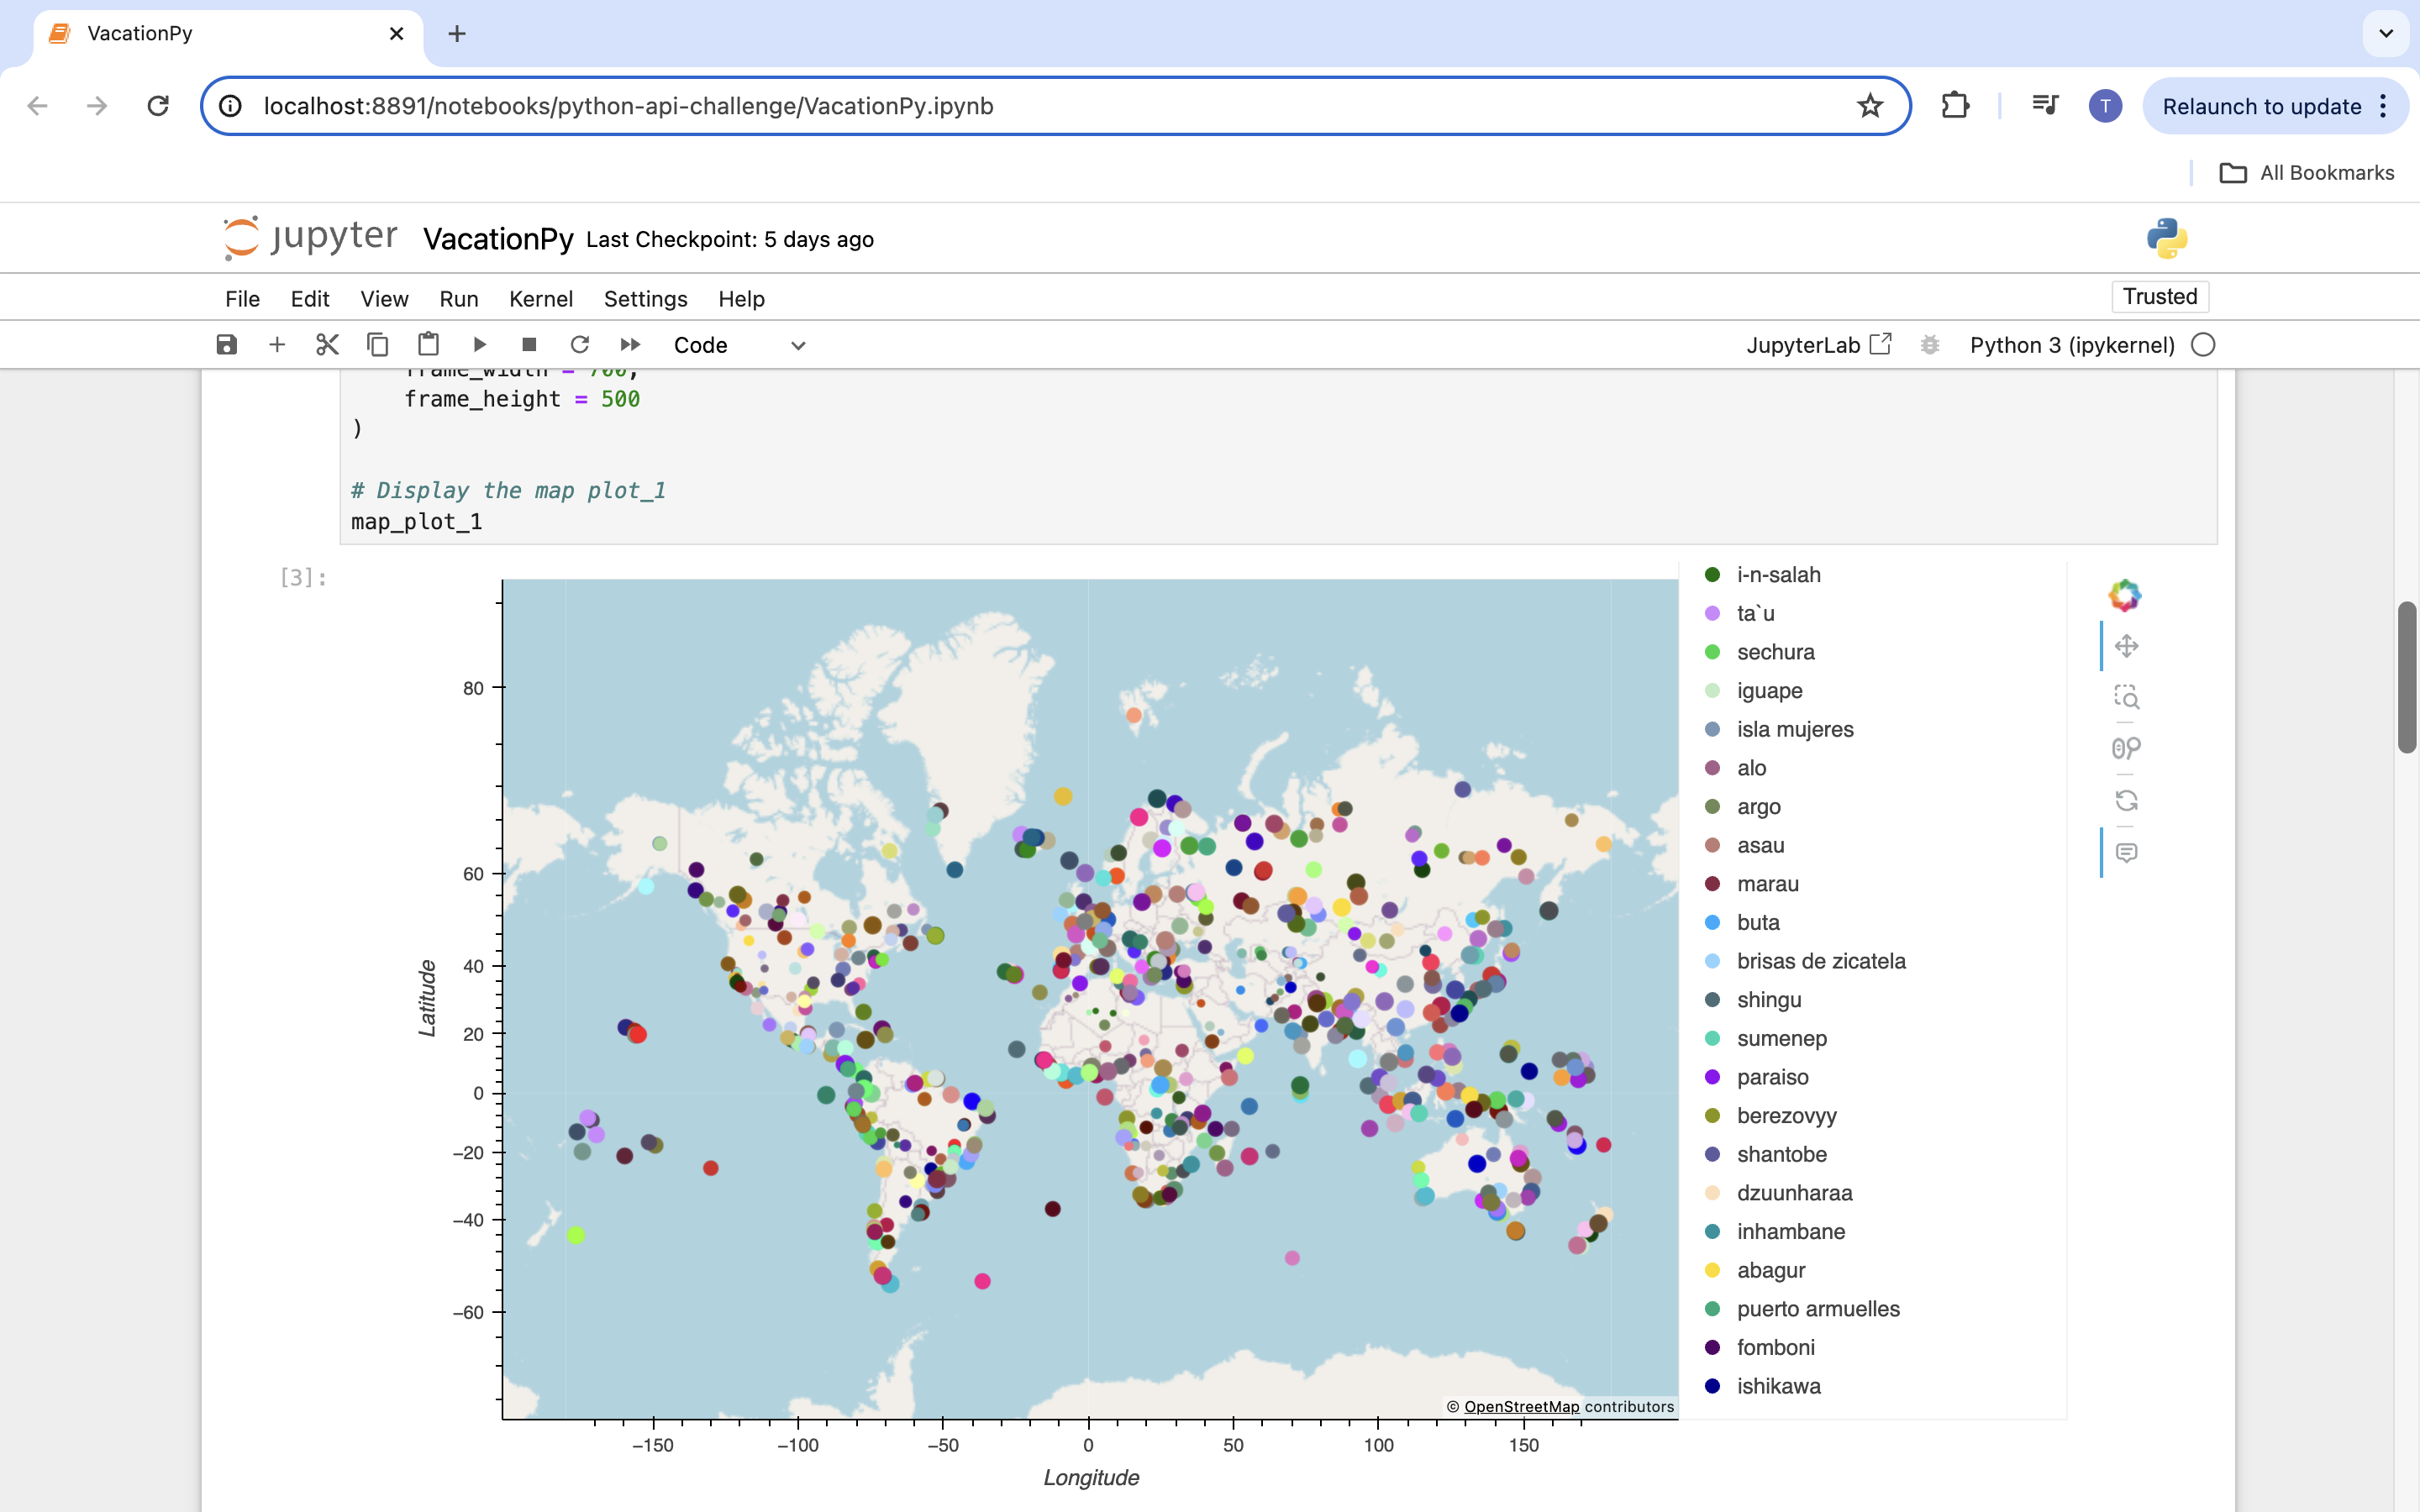 VacationPy
localhost:8891/notebooks/python-api-challenge/VacationPy.ipynb
T
Relaunch to update
All Bookmarks
jupyter VacationPy Last Checkpoint: 5 days ago
File Edit View Run Kernel Settings Help
Trusted
Code
JupyterLab
Python 3 (ipykernel)
frame_width = 700,
frame_height = 500
)
# Display the map plot_1
map_plot_1
[3]:
80
60
40
20
0
−20
−40
−60
Latitude
−150
−100
−50
0
50
100
150
Longitude
© OpenStreetMap contributors
i-n-salah
ta`u
sechura
iguape
isla mujeres
alo
argo
asau
marau
buta
brisas de zicatela
shingu
sumenep
paraiso
berezovyy
shantobe
dzuunharaa
inhambane
abagur
puerto armuelles
fomboni
ishikawa